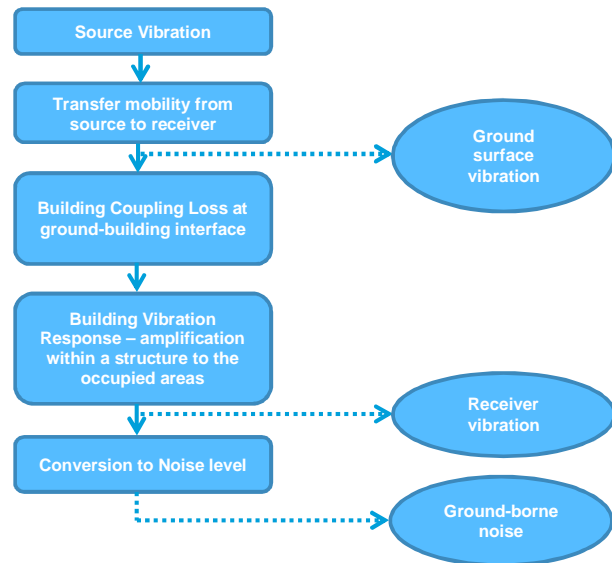 Source Vibration
Transfer mobility from
source to receiver
Ground
surface
vibration
Building Coupling Loss at
ground-building interface
Building Vibration
Response – amplification
within a structure to the
occupied areas
Receiver
vibration
Conversion to Noise level
Ground-borne
noise